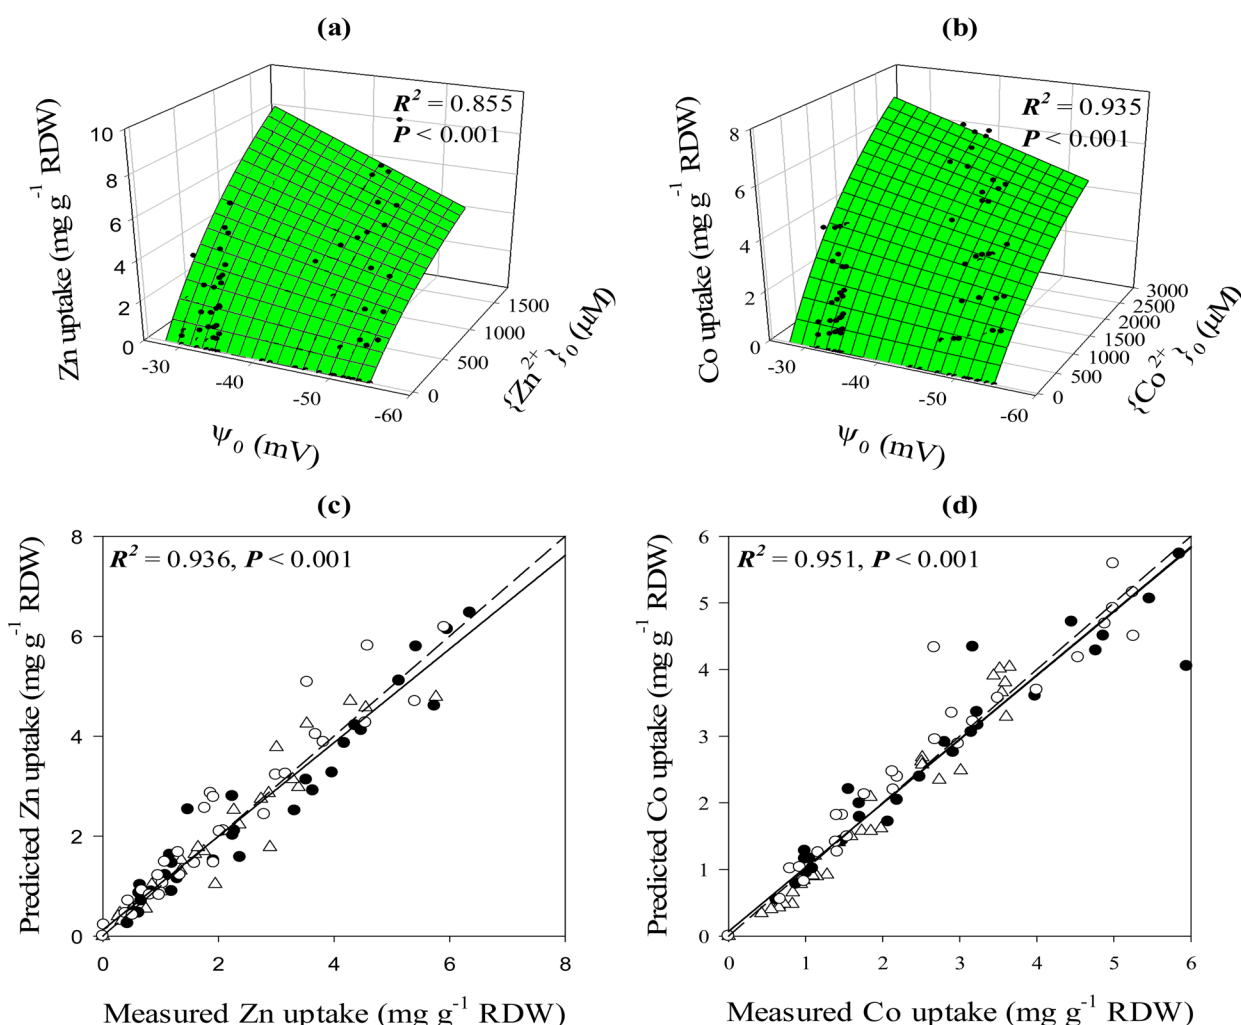 (a)
R² = 0.855
P < 0.001
Zn uptake (mg g⁻¹ RDW)
10
8
6
4
2
0
-30
-40
-50
-60
ψ₀ (mV)
0
500
1000
1500
{Zn²⁺}₀ (µM)
(b)
R² = 0.935
P < 0.001
Co uptake (mg g⁻¹ RDW)
8
6
4
2
0
-30
-40
-50
-60
ψ₀ (mV)
0
500
1000
1500
2000
2500
3000
{Co²⁺}₀ (µM)
(c)
R² = 0.936, P < 0.001
Predicted Zn uptake (mg g⁻¹ RDW)
8
6
4
2
0
0 2 4 6 8
Measured Zn uptake (mg g⁻¹ RDW)
(d)
R² = 0.951, P < 0.001
Predicted Co uptake (mg g⁻¹ RDW)
6
5
4
3
2
1
0
0 1 2 3 4 5 6
Measured Co uptake (mg g⁻¹ RDW)